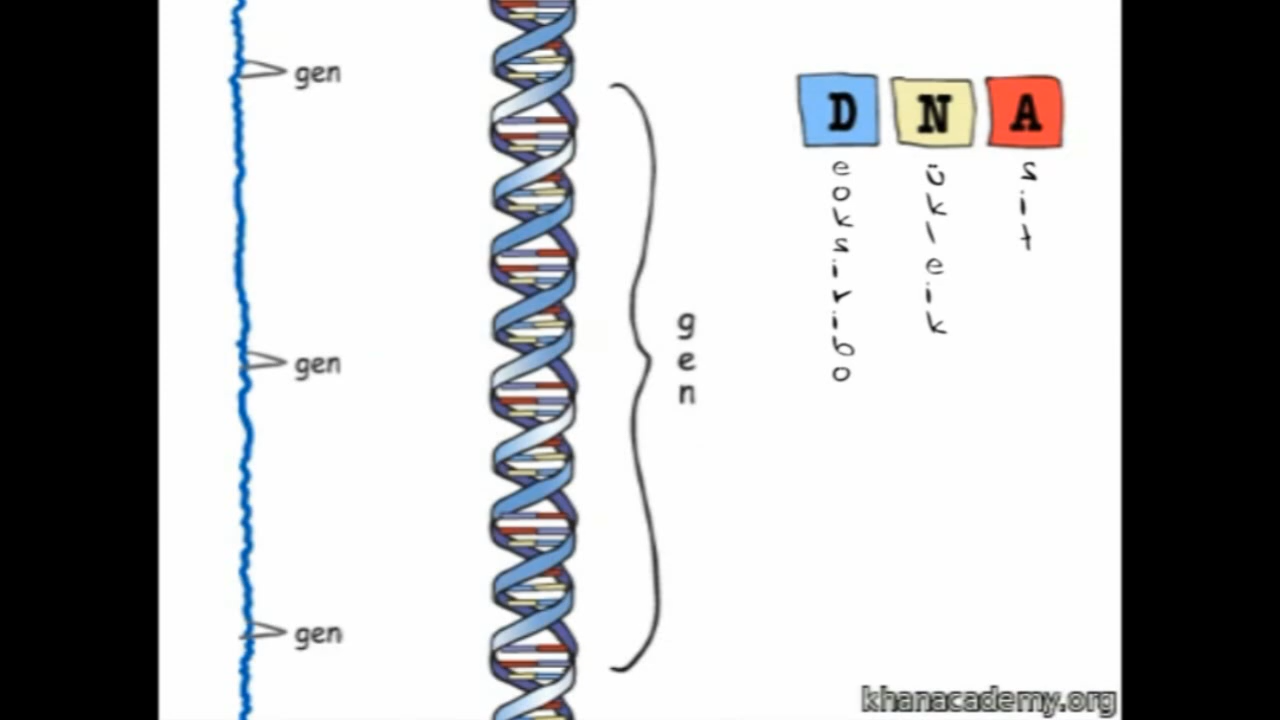 gen
gen
gen
gen
D N A
eoksiribo
ükleik
sit
khanacademy.org